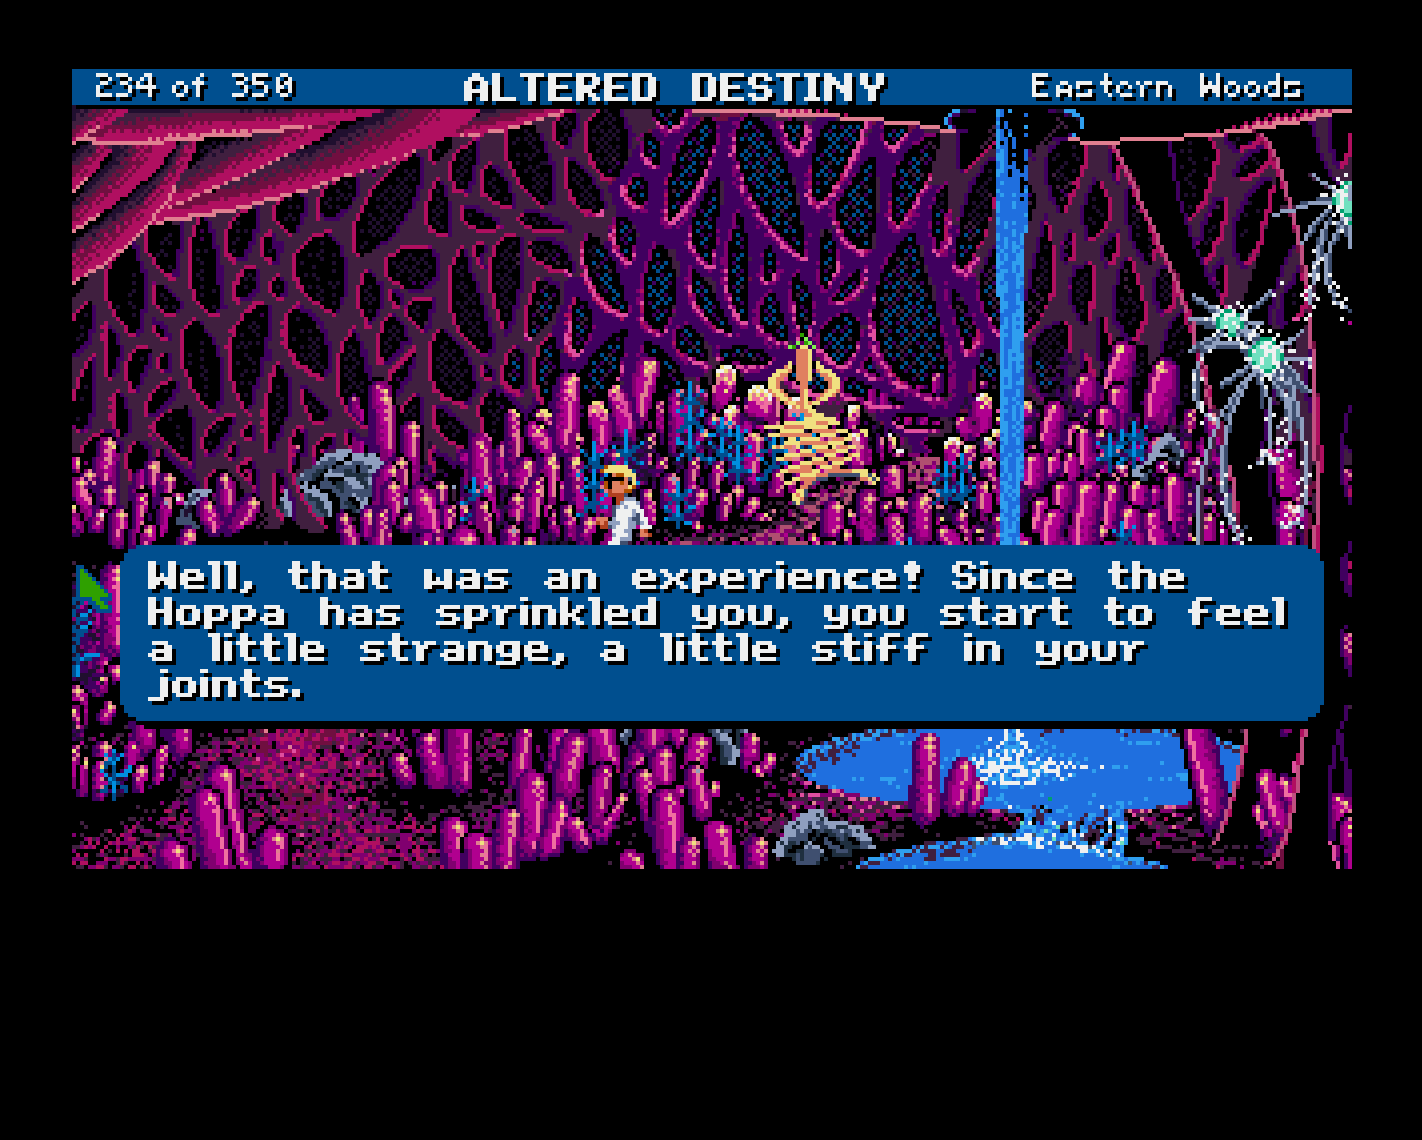 234 of 350 ALTERED DESTINY Eastern Woods
Well, that was an experience! Since the
Hoppa has sprinkled you, you start to feel
a little strange, a little stiff in your
joints.